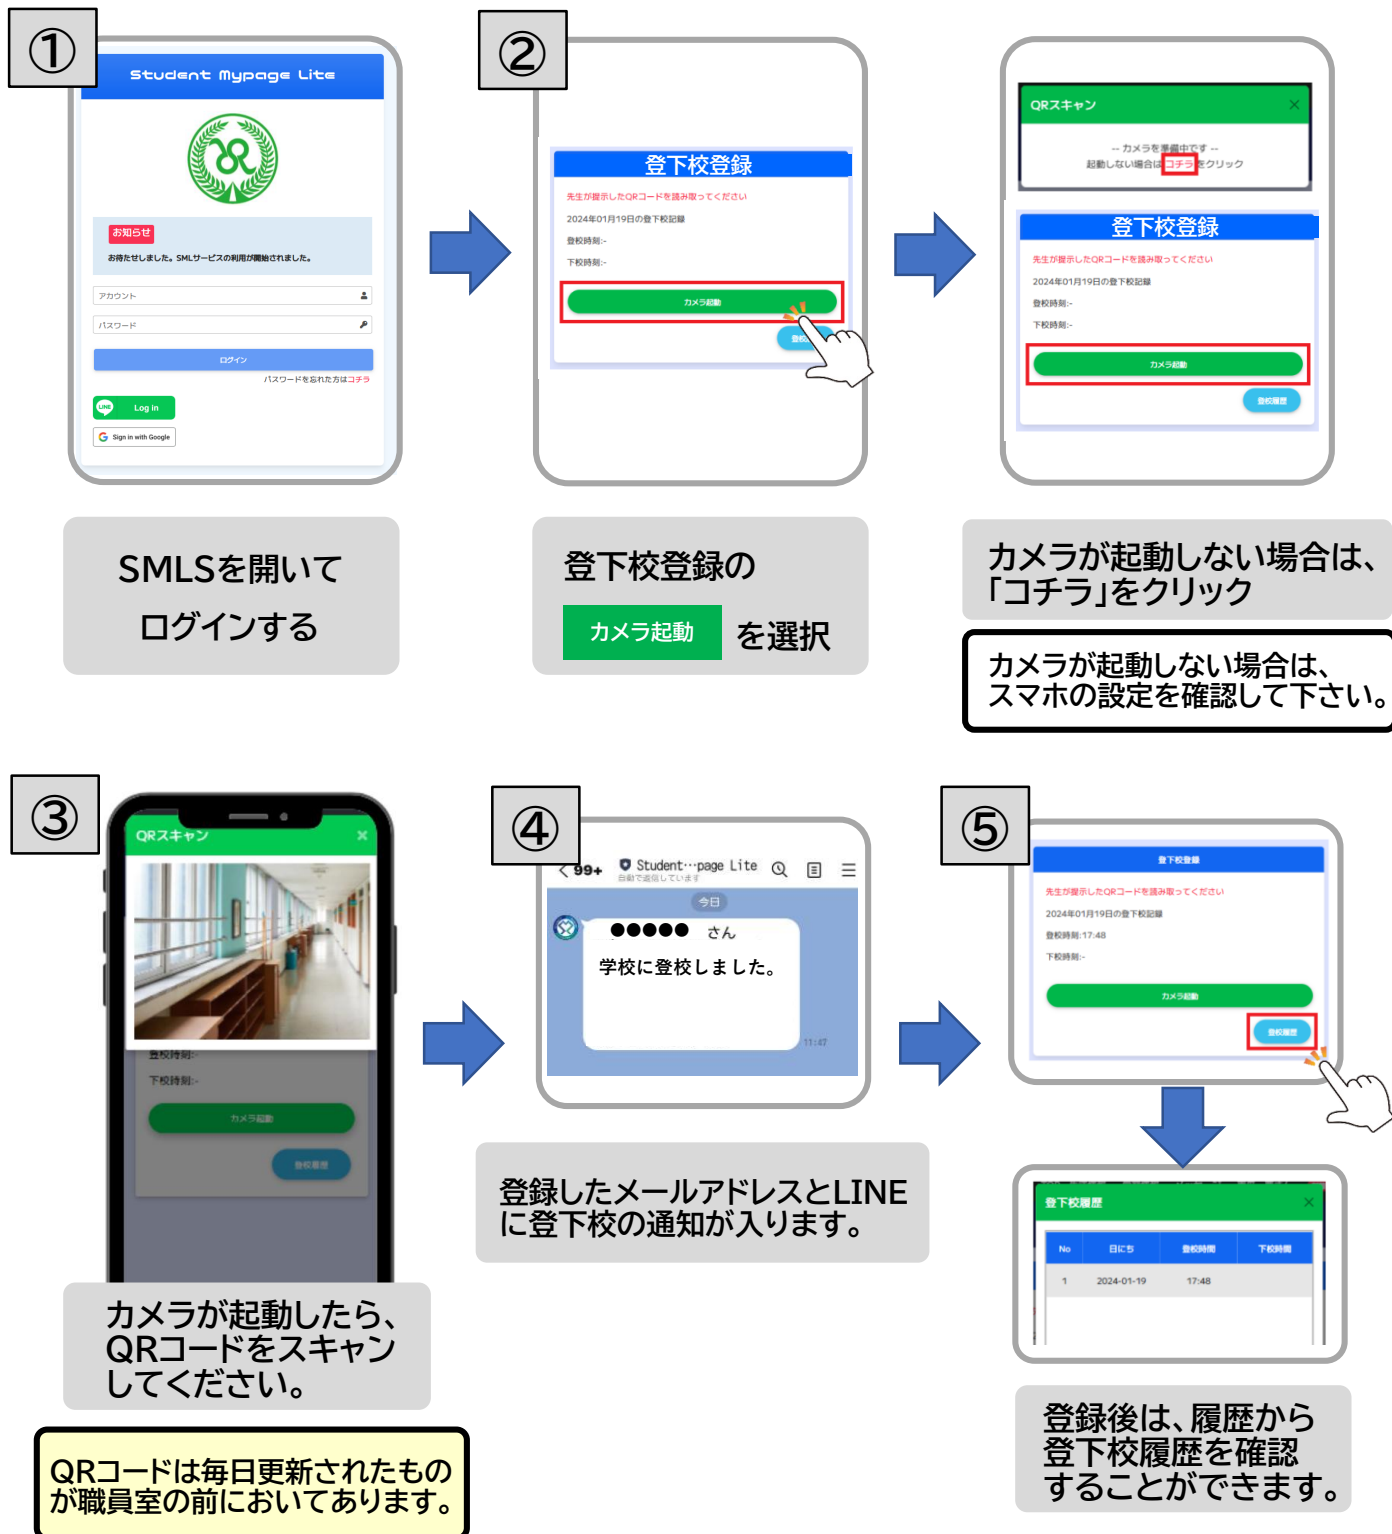 ①
Student Mypage Lite
お知らせ
お待たせしました。SMLサービスの利用が開始されました。
アカウント
パスワード
ログイン
パスワードを忘れた方はコチラ
LINE
Log in
G Sign in with Google
SMLSを開いて
ログインする
②
登下校登録
先生が提示したQRコードを読み取ってください
2024年01月19日の登下校記録
登校時刻:-
下校時刻:-
カメラ起動
登校
登下校登録の
カメラ起動 を選択
QRスキャン ×
-- カメラを準備中です --
起動しない場合はコチラをクリック
登下校登録
先生が提示したQRコードを読み取ってください
2024年01月19日の登下校記録
登校時刻:-
下校時刻:-
カメラ起動
登校履歴
カメラが起動しない場合は、
「コチラ」をクリック
カメラが起動しない場合は、
スマホの設定を確認して下さい。
③
QRスキャン ×
登校時刻:-
下校時刻:-
カメラ起動
登校履歴
カメラが起動したら、
QRコードをスキャン
してください。
QRコードは毎日更新されたもの
が職員室の前においてあります。
④
99+ Student…page Lite
自動で返信しています
今日
●●●●● さん
学校に登校しました。
11:47
登録したメールアドレスとLINE
に登下校の通知が入ります。
⑤
登下校登録
先生が提示したQRコードを読み取ってください
2024年01月19日の登下校記録
登校時刻:17:48
下校時刻:-
カメラ起動
登校履歴
登下校履歴 ×
No 日にち 登校時間 下校時間
1 2024-01-19 17:48
登録後は、履歴から
登下校履歴を確認
することができます。